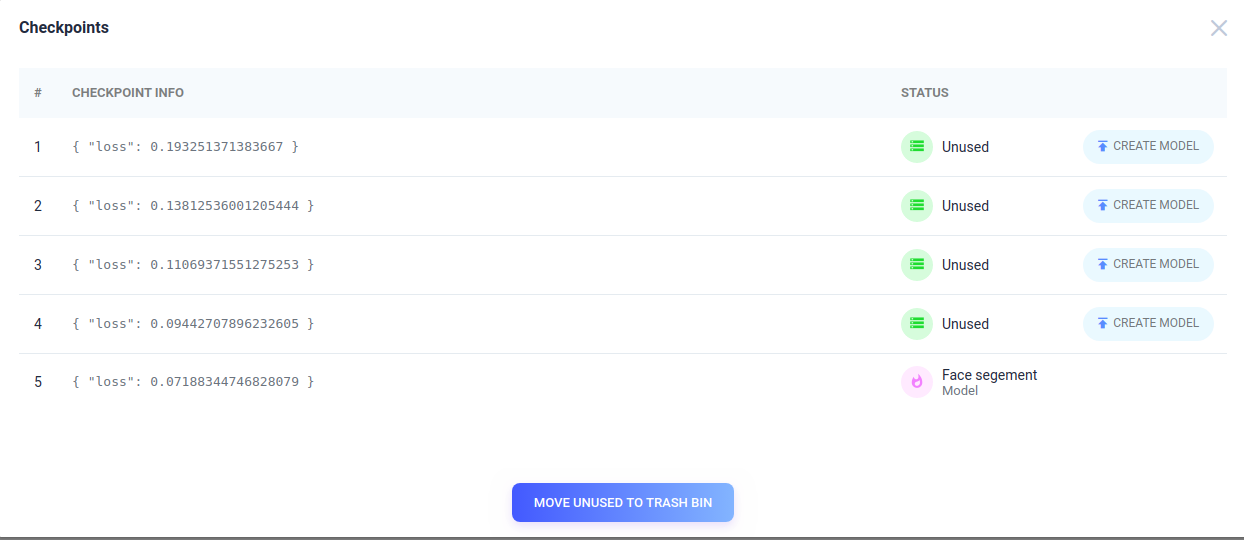 Checkpoints
# CHECKPOINT INFO STATUS
1 { "loss": 0.193251371383667 } Unused CREATE MODEL
2 { "loss": 0.13812536001205444 } Unused CREATE MODEL
3 { "loss": 0.11069371551275253 } Unused CREATE MODEL
4 { "loss": 0.09442707896232605 } Unused CREATE MODEL
5 { "loss": 0.07188344746828079 } Face segement
Model
MOVE UNUSED TO TRASH BIN